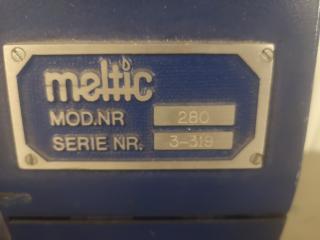 meltic
MOD.NR 280
SERIE NR. 3-319